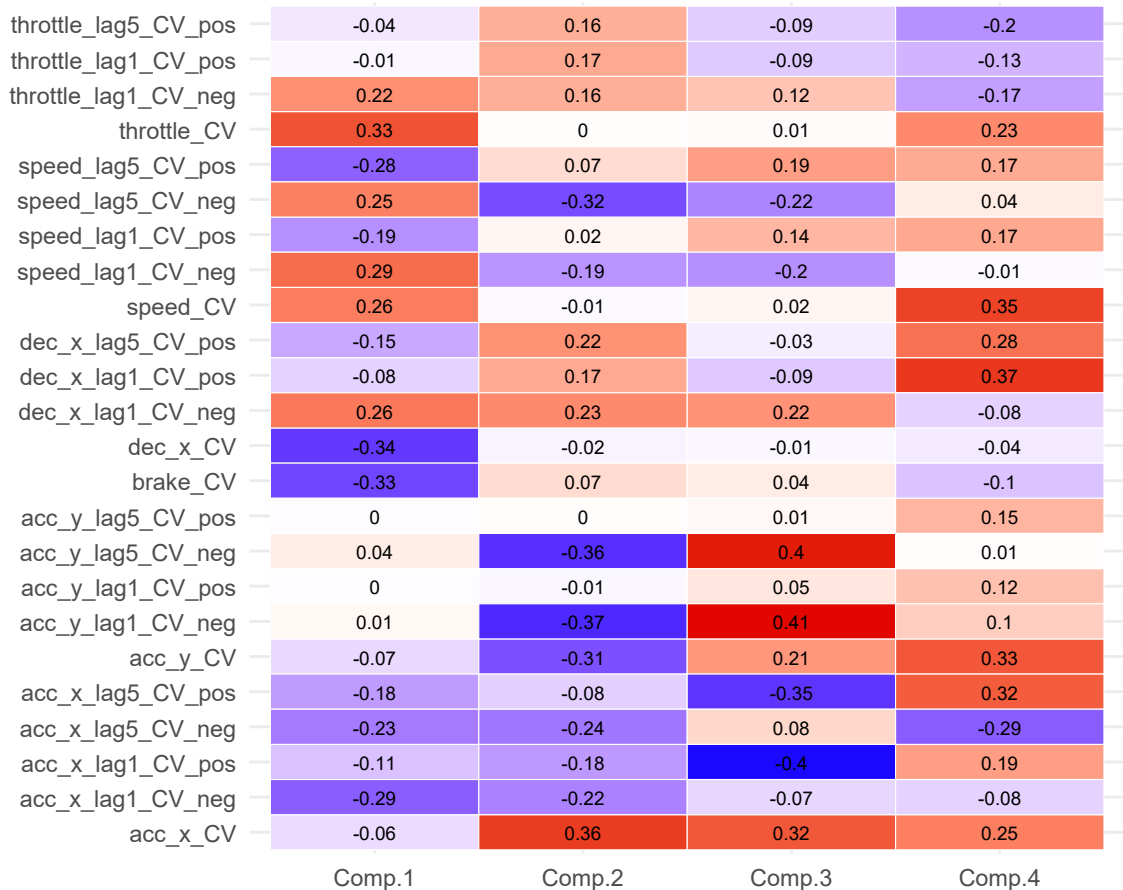 throttle_lag5_CV_pos -0.04 0.16 -0.09 -0.2
throttle_lag1_CV_pos -0.01 0.17 -0.09 -0.13
throttle_lag1_CV_neg 0.22 0.16 0.12 -0.17
throttle_CV 0.33 0 0.01 0.23
speed_lag5_CV_pos -0.28 0.07 0.19 0.17
speed_lag5_CV_neg 0.25 -0.32 -0.22 0.04
speed_lag1_CV_pos -0.19 0.02 0.14 0.17
speed_lag1_CV_neg 0.29 -0.19 -0.2 -0.01
speed_CV 0.26 -0.01 0.02 0.35
dec_x_lag5_CV_pos -0.15 0.22 -0.03 0.28
dec_x_lag1_CV_pos -0.08 0.17 -0.09 0.37
dec_x_lag1_CV_neg 0.26 0.23 0.22 -0.08
dec_x_CV -0.34 -0.02 -0.01 -0.04
brake_CV -0.33 0.07 0.04 -0.1
acc_y_lag5_CV_pos 0 0 0.01 0.15
acc_y_lag5_CV_neg 0.04 -0.36 0.4 0.01
acc_y_lag1_CV_pos 0 -0.01 0.05 0.12
acc_y_lag1_CV_neg 0.01 -0.37 0.41 0.1
acc_y_CV -0.07 -0.31 0.21 0.33
acc_x_lag5_CV_pos -0.18 -0.08 -0.35 0.32
acc_x_lag5_CV_neg -0.23 -0.24 0.08 -0.29
acc_x_lag1_CV_pos -0.11 -0.18 -0.4 0.19
acc_x_lag1_CV_neg -0.29 -0.22 -0.07 -0.08
acc_x_CV -0.06 0.36 0.32 0.25
Comp.1 Comp.2 Comp.3 Comp.4